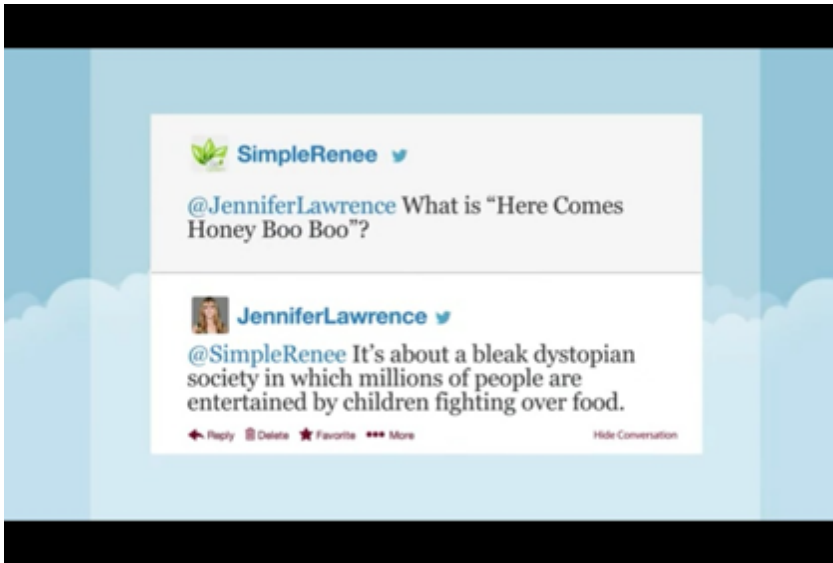 SimpleRenee
@JenniferLawrence What is “Here Comes
Honey Boo Boo”?
JenniferLawrence
@SimpleRenee It’s about a bleak dystopian
society in which millions of people are
entertained by children fighting over food.
Reply Delete Favorite More Hide Conversation